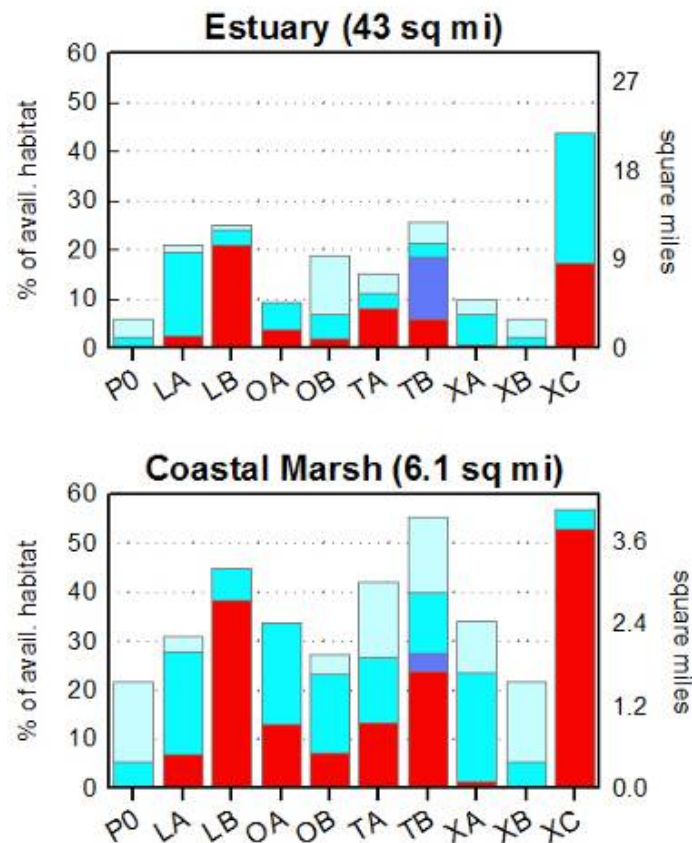 Estuary (43 sq mi)
60
50
40
30
20
10
0
% of avail. habitat
27
18
9
0
square miles
P0 LA LB OA OB TA TB XA XB XC
Coastal Marsh (6.1 sq mi)
60
50
40
30
20
10
0
% of avail. habitat
3.6
2.4
1.2
0.0
square miles
P0 LA LB OA OB TA TB XA XB XC